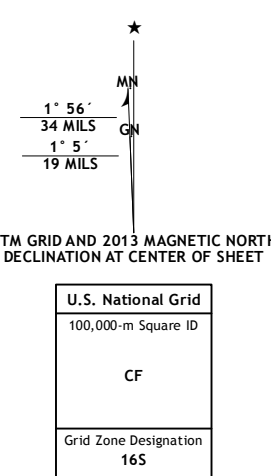 ★
MN
1° 56´
34 MILS
GN
1° 5´
19 MILS
TM GRID AND 2013 MAGNETIC NORTH
DECLINATION AT CENTER OF SHEET
U.S. National Grid
100,000-m Square ID
CF
Grid Zone Designation
16S